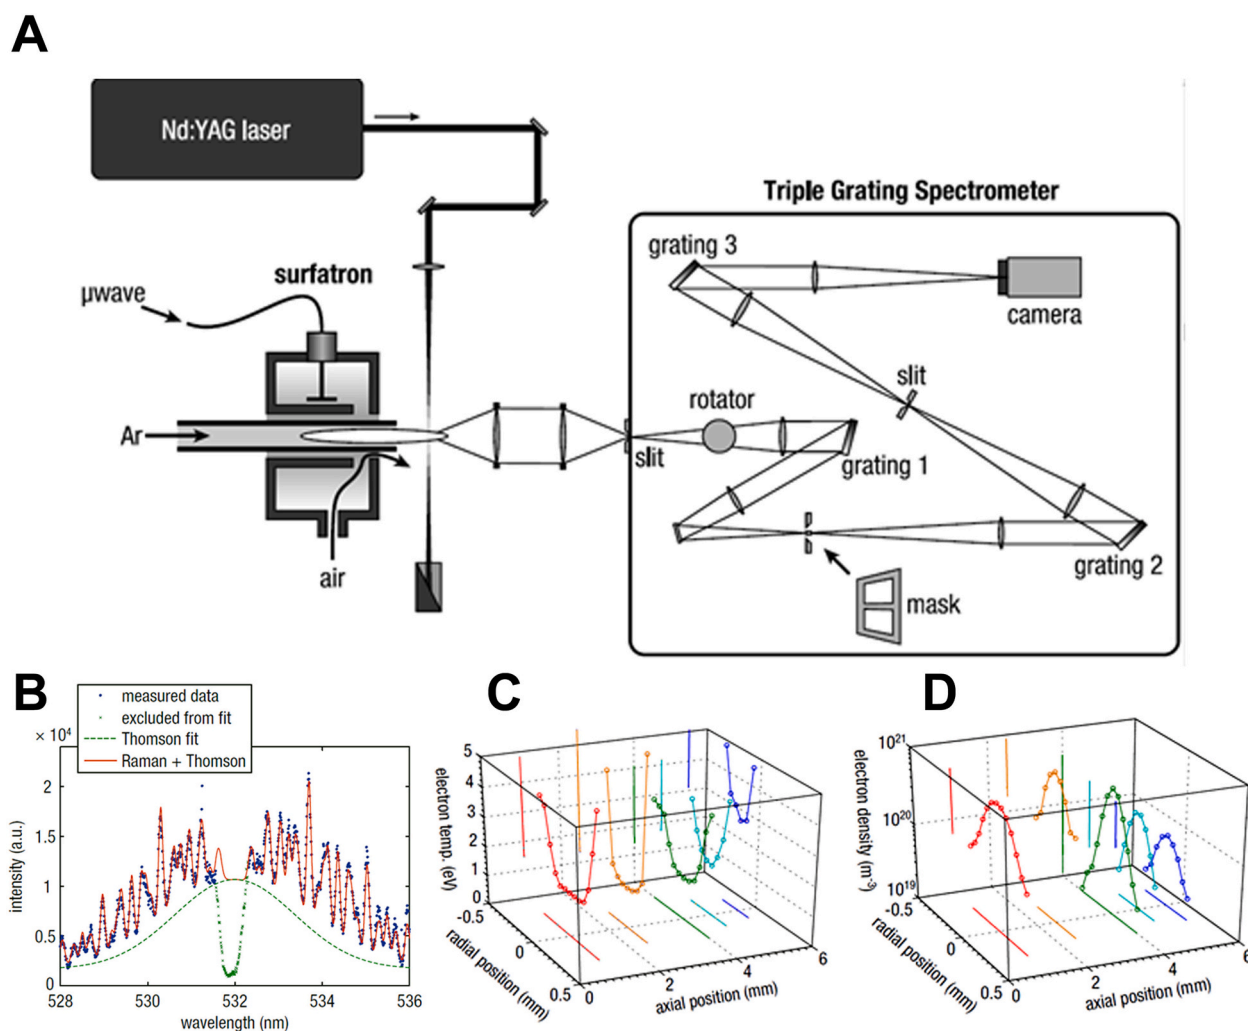 A
Nd:YAG laser
Triple Grating Spectrometer
grating 3
surfatron
μwave
camera
slit
rotator
Ar
slit
grating 1
grating 2
air
mask
B
measured data
excluded from fit
Thomson fit
Raman + Thomson
× 10⁴
2
1.5
1
0.5
0
intensity (a.u.)
528 530 532 534 536
wavelength (nm)
C
electron temp. (eV)
5
4
3
2
1
0
-0.5
0
0.5
radial position (mm)
0 2 4 6
axial position (mm)
D
electron density (m⁻³)
10²¹
10²⁰
10¹⁹
-0.5
0
0.5
radial position (mm)
0 2 4 6
axial position (mm)